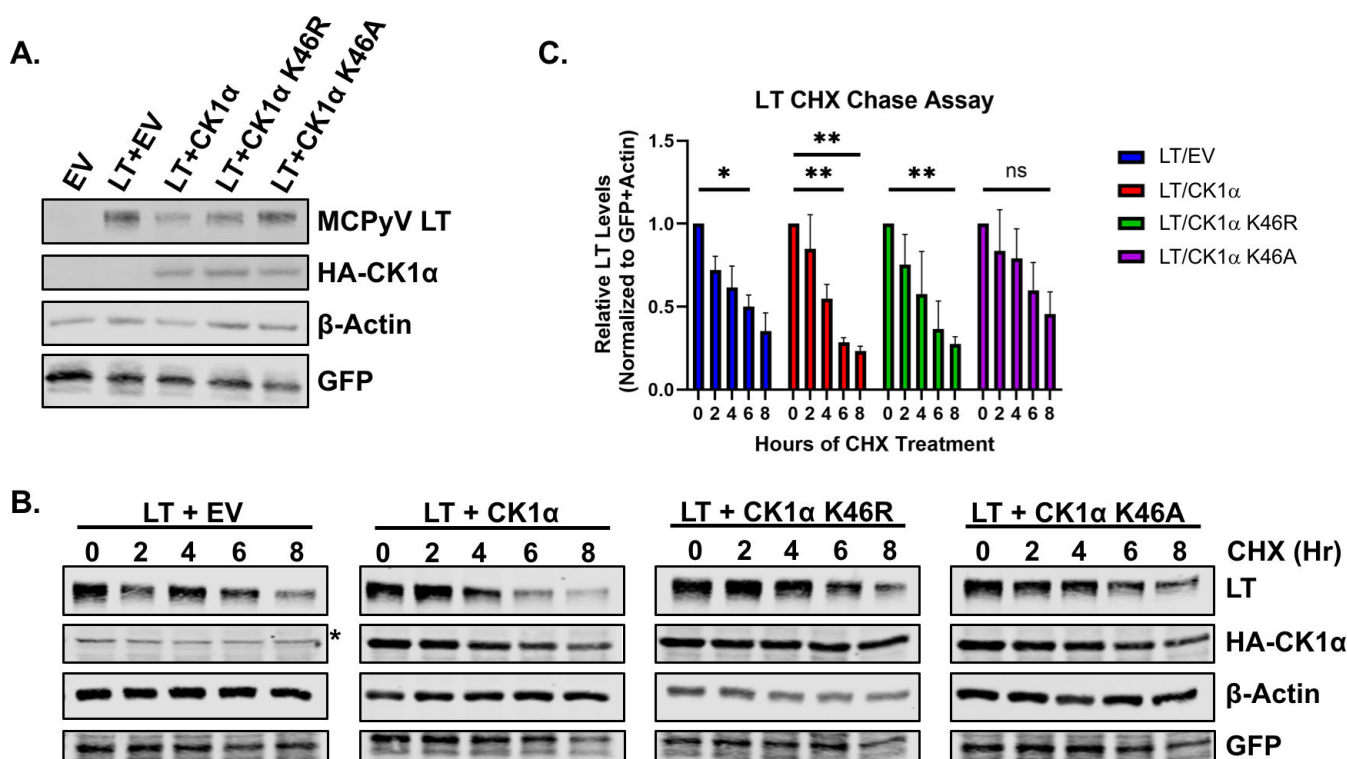 A.
EV
LT+EV
LT+CK1α
LT+CK1α K46R
LT+CK1α K46A
MCPyV LT
HA-CK1α
β-Actin
GFP
C.
LT CHX Chase Assay
Relative LT Levels
(Normalized to GFP+Actin)
1.5
1.0
0.5
0.0
* ** ** ** ns
0 2 4 6 8 0 2 4 6 8 0 2 4 6 8 0 2 4 6 8
Hours of CHX Treatment
LT/EV
LT/CK1α
LT/CK1α K46R
LT/CK1α K46A
B.
LT + EV LT + CK1α LT + CK1α K46R LT + CK1α K46A
0 2 4 6 8 0 2 4 6 8 0 2 4 6 8 0 2 4 6 8 CHX (Hr)
LT
* HA-CK1α
β-Actin
GFP